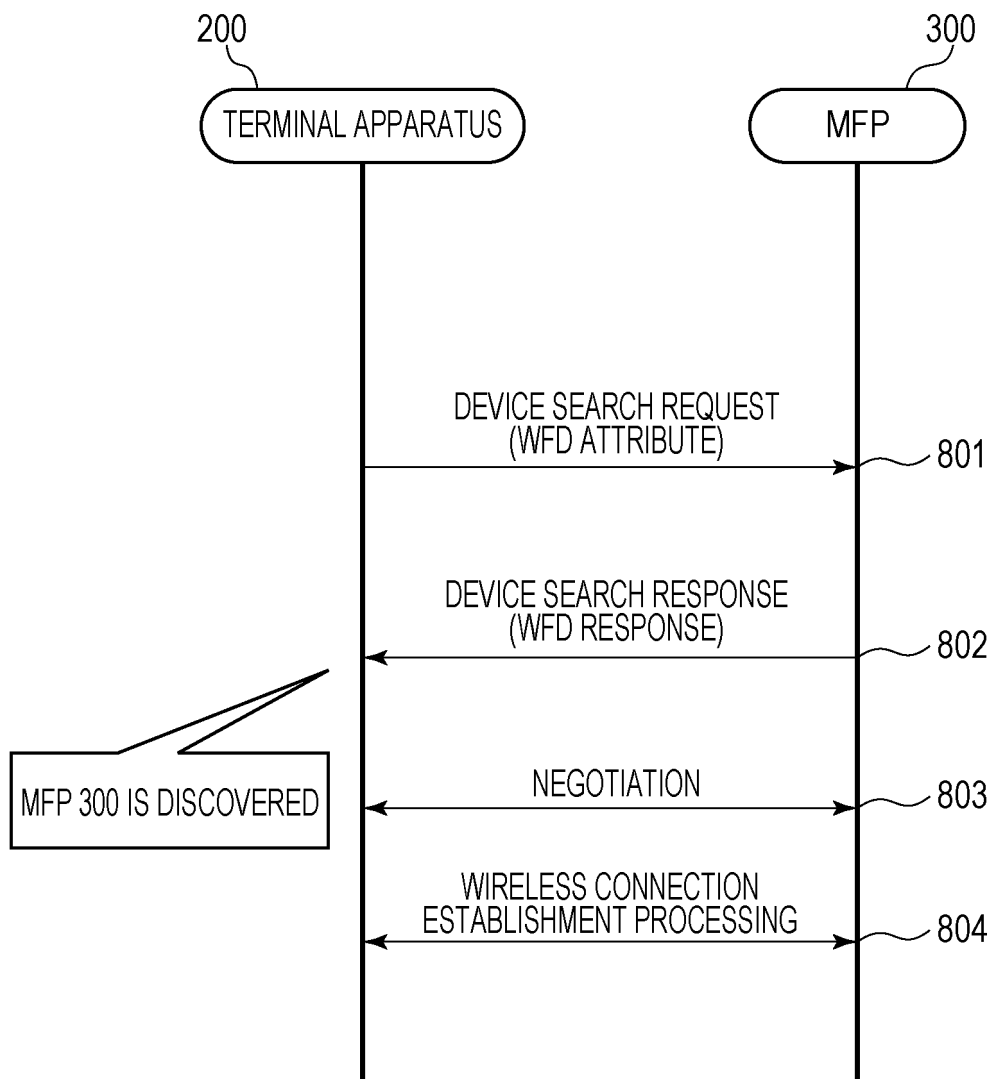 200
300
TERMINAL APPARATUS
MFP
DEVICE SEARCH REQUEST
(WFD ATTRIBUTE)
801
DEVICE SEARCH RESPONSE
(WFD RESPONSE)
802
MFP 300 IS DISCOVERED
NEGOTIATION
803
WIRELESS CONNECTION
ESTABLISHMENT PROCESSING
804